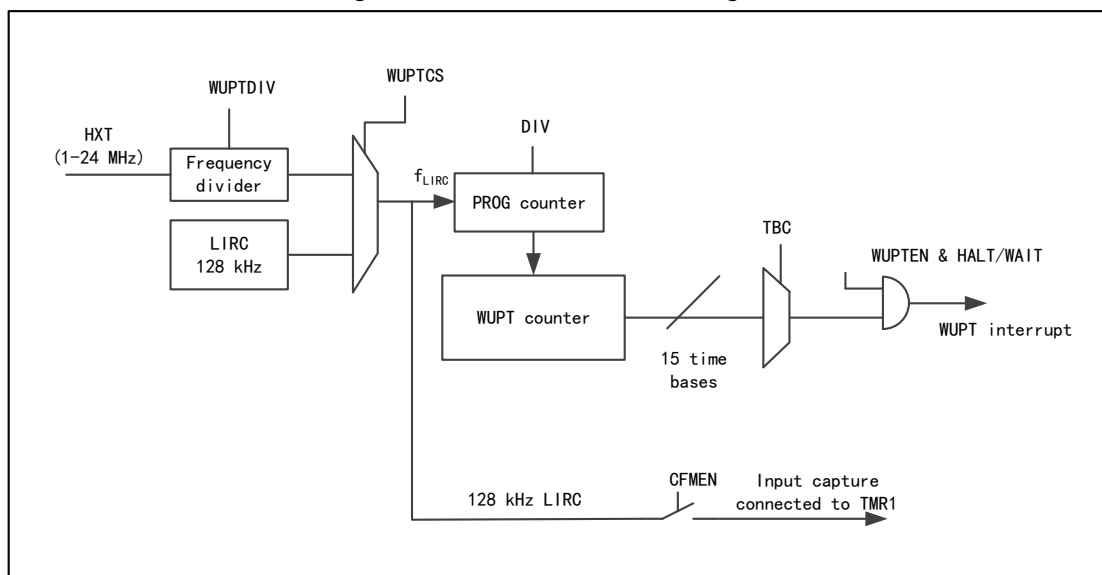 WUPTDIV
WUPTCS
HXT
(1-24 MHz)
Frequency
divider
LIRC
128 kHz
fLIRC
DIV
PROG counter
WUPT counter
15 time
bases
TBC
WUPTEN & HALT/WAIT
WUPT interrupt
128 kHz LIRC
CFMEN
Input capture
connected to TMR1